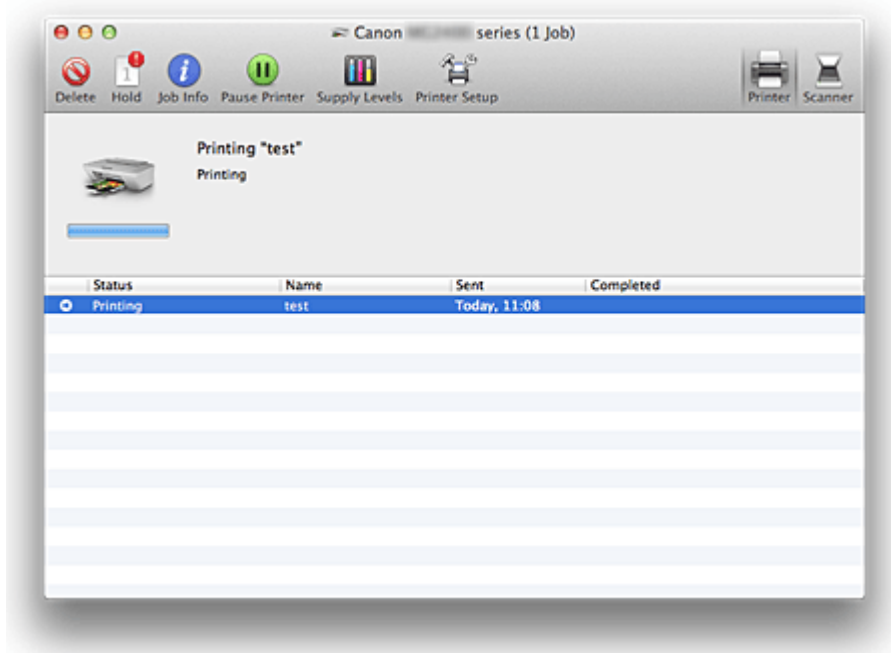 Canon series (1 Job)
Delete Hold Job Info Pause Printer Supply Levels Printer Setup Printer Scanner
Printing "test"
Printing
Status Name Sent Completed
Printing test Today, 11:08